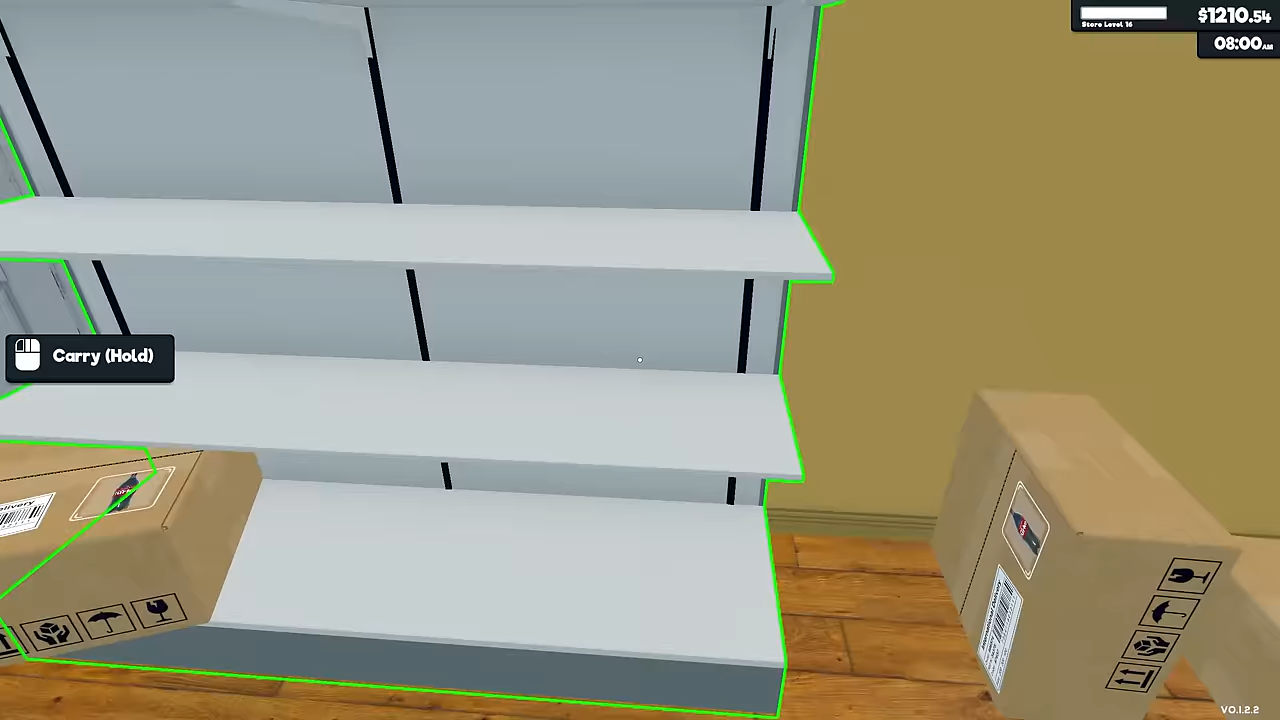 $1210.54
Store Level 16
08:00AM
Carry (Hold)
V0.1.2.2